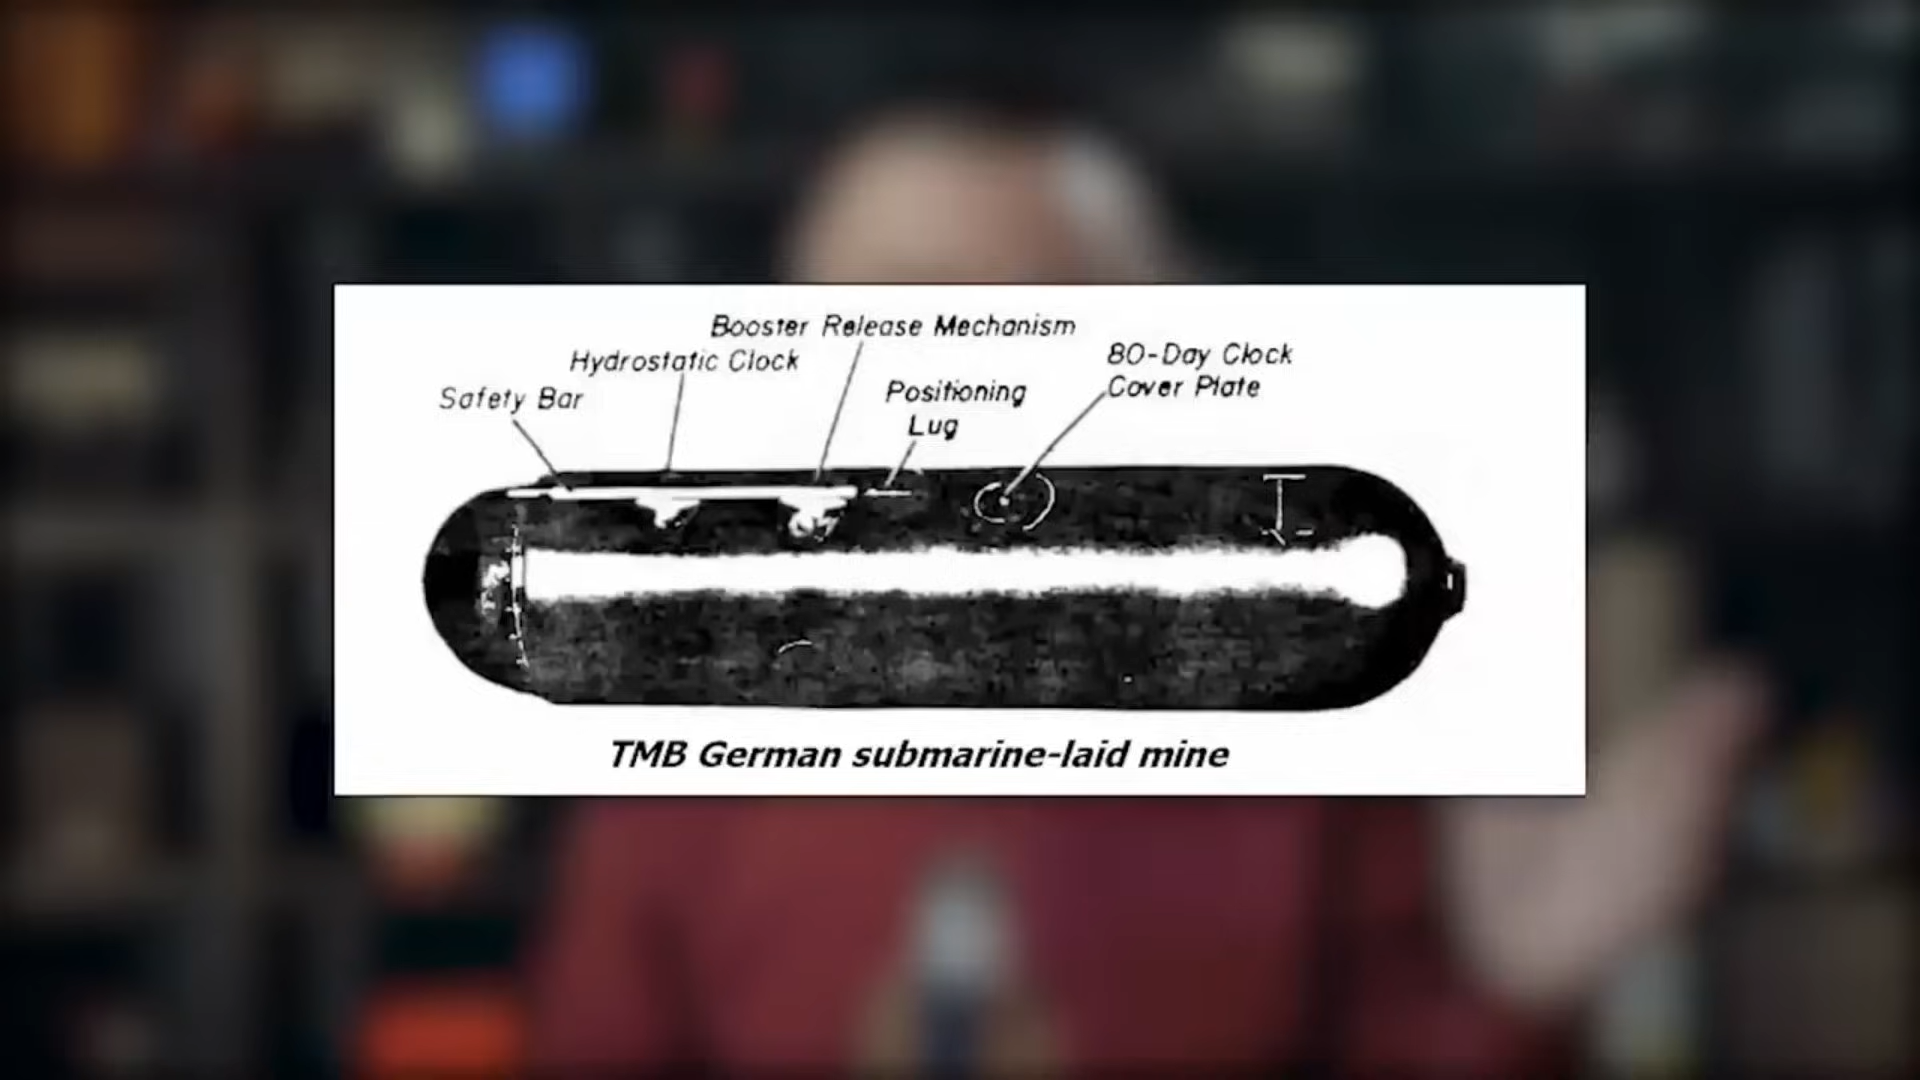 Booster Release Mechanism
Hydrostatic Clock
Safety Bar
Positioning
Lug
80-Day Clock
Cover Plate
TMB German submarine-laid mine